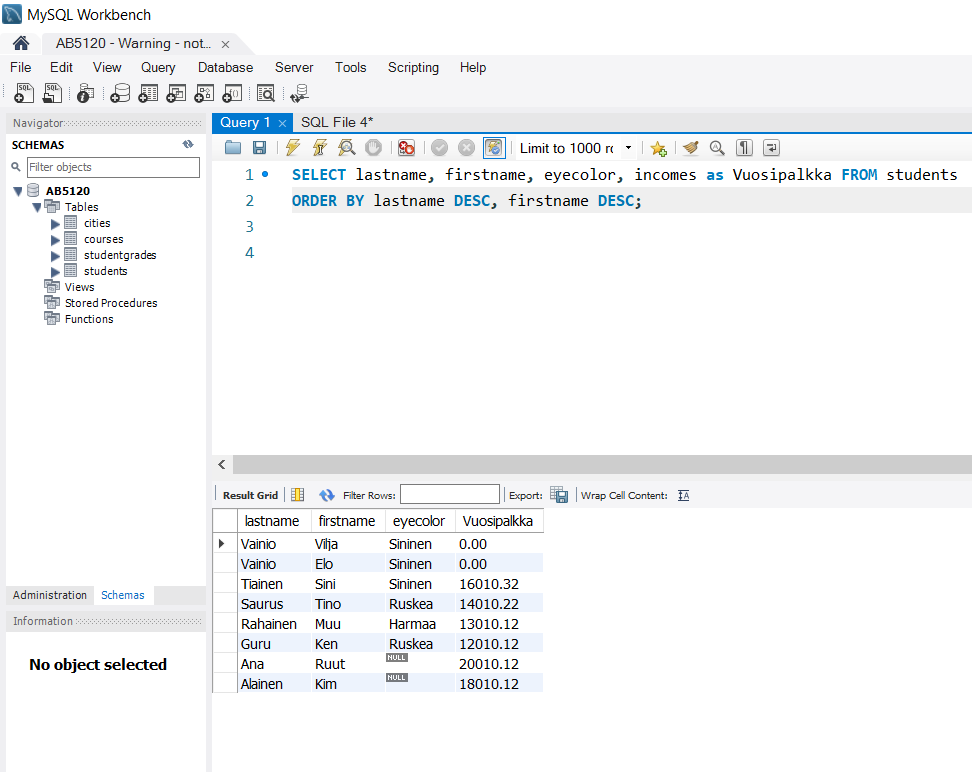 MySQL Workbench
AB5120 - Warning - not...
File Edit View Query Database Server Tools Scripting Help
Navigator
SCHEMAS
Filter objects
AB5120
Tables
cities
courses
studentgrades
students
Views
Stored Procedures
Functions
Administration Schemas
Information
No object selected
Query 1 SQL File 4*
Limit to 1000 rc
1 SELECT lastname, firstname, eyecolor, incomes as Vuosipalkka FROM students
2 ORDER BY lastname DESC, firstname DESC;
3
4
Result Grid Filter Rows: Export: Wrap Cell Content:
lastname firstname eyecolor Vuosipalkka
Vainio Vilja Sininen 0.00
Vainio Elo Sininen 0.00
Tiainen Sini Sininen 16010.32
Saurus Tino Ruskea 14010.22
Rahainen Muu Harmaa 13010.12
Guru Ken Ruskea 12010.12
Ana Ruut NULL 20010.12
Alainen Kim NULL 18010.12